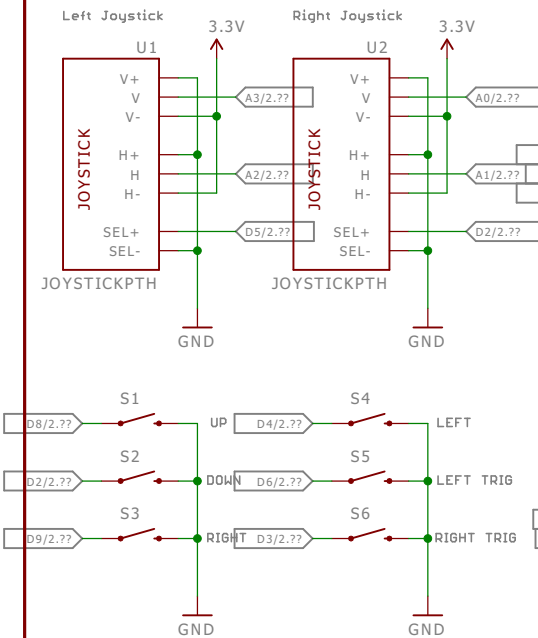 Left Joystick
Right Joystick
3.3V
3.3V
U1
U2
V+
V
V-
H+
H
H-
SEL+
SEL-
JOYSTICK
A3/2.??
A2/2.??
D5/2.??
V+
V
V-
H+
H
H-
SEL+
SEL-
JOYSTICK
A0/2.??
A1/2.??
D2/2.??
JOYSTICKPTH
JOYSTICKPTH
GND
GND
S1
D8/2.??
UP
S4
D4/2.??
LEFT
S2
D2/2.??
DOWN
S5
D6/2.??
LEFT TRIG
S3
D9/2.??
RIGHT
S6
D3/2.??
RIGHT TRIG
GND
GND